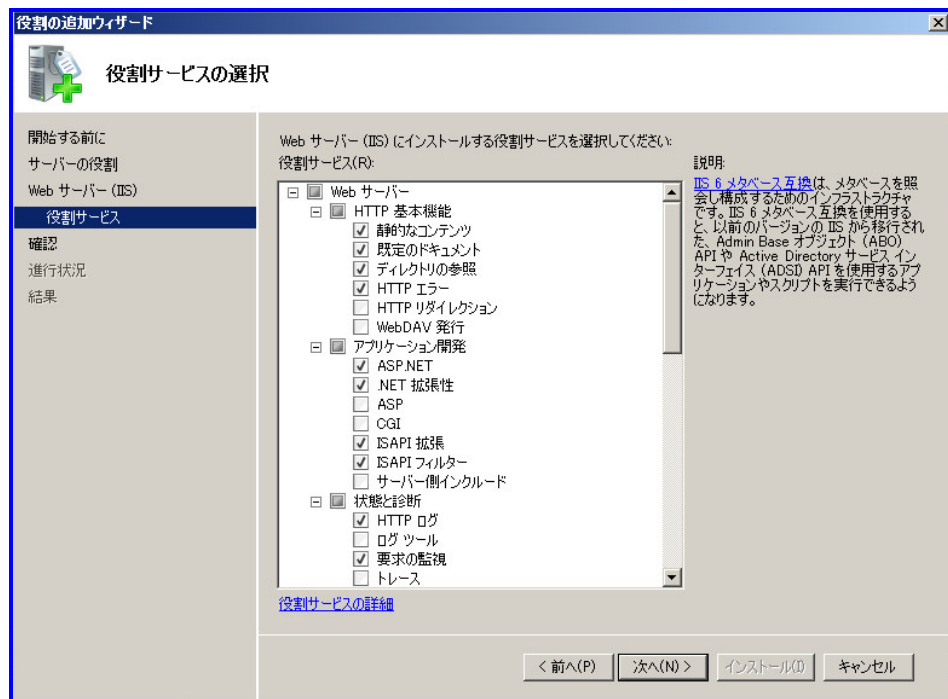 役割の追加ウィザード
役割サービスの選択
開始する前に
サーバーの役割
Web サーバー (IIS)
役割サービス
確認
進行状況
結果
Web サーバー (IIS) にインストールする役割サービスを選択してください:
役割サービス(R):
Web サーバー
HTTP 基本機能
静的なコンテンツ
既定のドキュメント
ディレクトリの参照
HTTP エラー
HTTP リダイレクション
WebDAV 発行
アプリケーション開発
ASP.NET
.NET 拡張性
ASP
CGI
ISAPI 拡張
ISAPI フィルター
サーバー側インクルード
状態と診断
HTTP ログ
ログ ツール
要求の監視
トレース
役割サービスの詳細
説明:
IIS 6 メタベース互換は、メタベースを照
会し構成するためのインフラストラクチャ
です。IIS 6 メタベース互換を使用する
と、以前のバージョンの IIS から移行され
た、Admin Base オブジェクト (ABO)
API や Active Directory サービス イン
ターフェイス (ADSI) API を使用するアプ
リケーションやスクリプトを実行できるよう
になります。
< 前へ(P)
次へ(N) >
インストール(I)
キャンセル